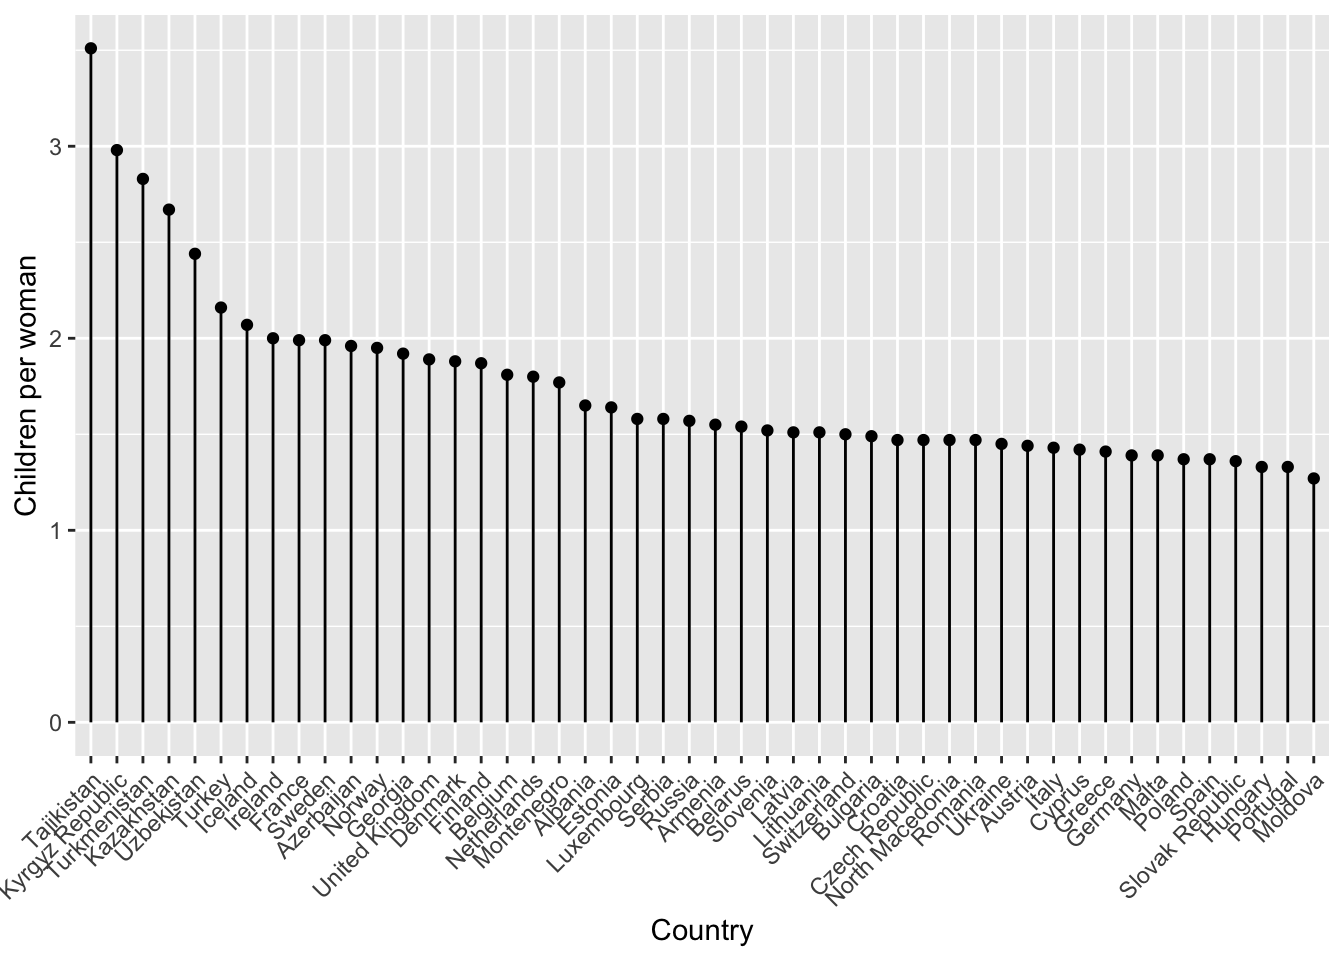 Children per woman
3
2
1
0
Tajikistan
Kyrgyz Republic
Turkmenistan
Kazakhstan
Uzbekistan
Turkey
Iceland
Ireland
France
Sweden
Azerbaijan
Norway
Georgia
United Kingdom
Denmark
Finland
Belgium
Netherlands
Montenegro
Albania
Estonia
Luxembourg
Serbia
Russia
Armenia
Belarus
Slovenia
Latvia
Lithuania
Switzerland
Bulgaria
Croatia
Czech Republic
North Macedonia
Romania
Ukraine
Austria
Italy
Cyprus
Greece
Germany
Malta
Poland
Spain
Slovak Republic
Hungary
Portugal
Moldova
Country